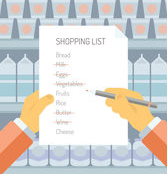 SHOPPING LIST
Bread
Milk
Eggs
Vegetables
Fruits
Rice
Butter
Wine
Cheese